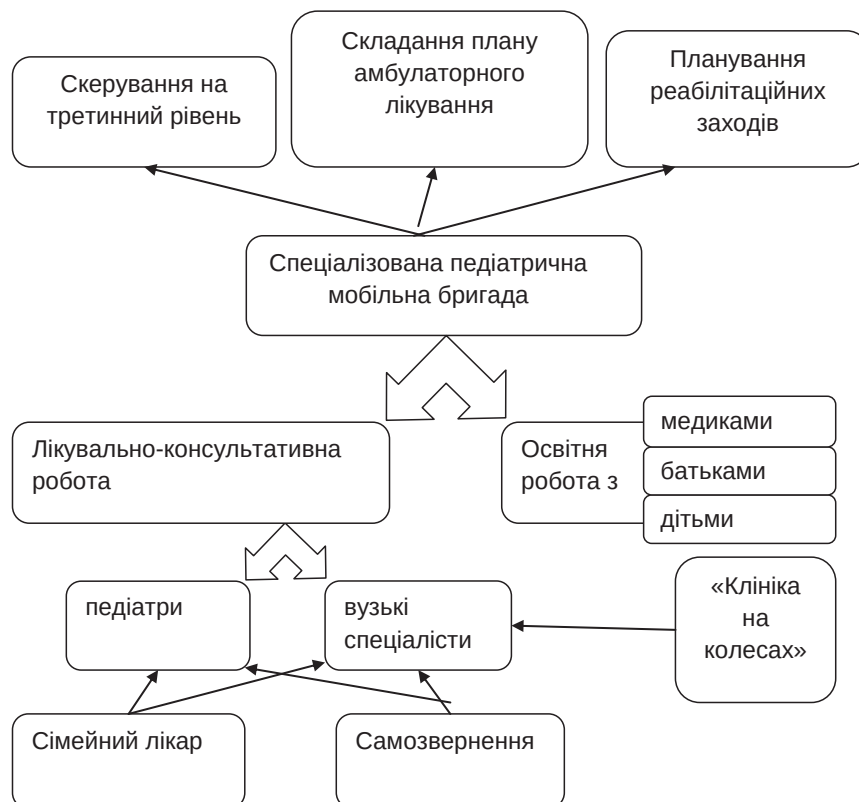 Скерування на
третинний рівень
Складання плану
амбулаторного
лікування
Планування
реабілітаційних
заходів
Спеціалізована педіатрична
мобільна бригада
Лікувально-консультативна
робота
Освітня
робота з
медиками
батьками
дітьми
педіатри
вузькі
спеціалісти
«Клініка
на
колесах»
Сімейний лікар
Самозвернення